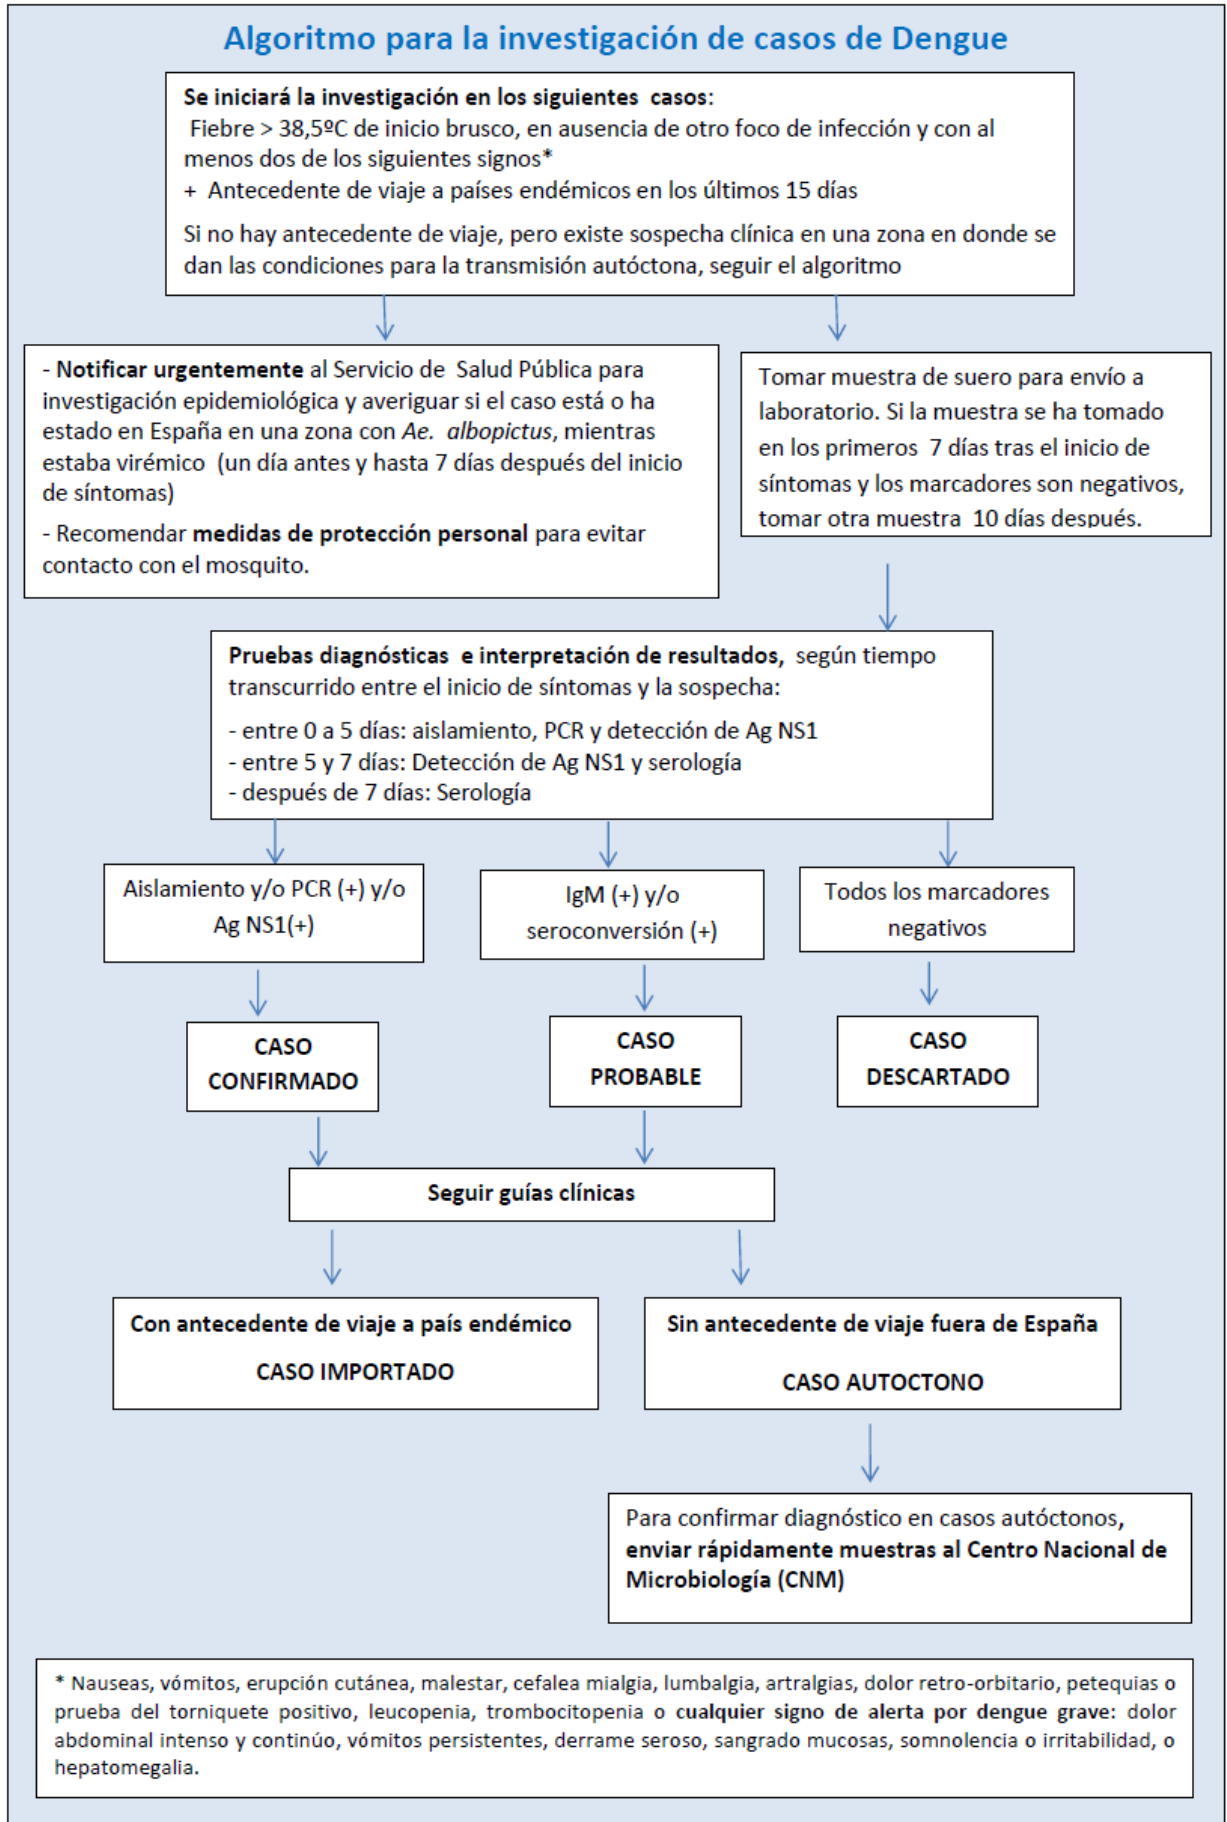 Algoritmo para la investigación de casos de Dengue
Se iniciará la investigación en los siguientes casos:
Fiebre > 38,5ºC de inicio brusco, en ausencia de otro foco de infección y con al
menos dos de los siguientes signos*
+ Antecedente de viaje a países endémicos en los últimos 15 días
Si no hay antecedente de viaje, pero existe sospecha clínica en una zona en donde se
dan las condiciones para la transmisión autóctona, seguir el algoritmo
- Notificar urgentemente al Servicio de Salud Pública para
investigación epidemiológica y averiguar si el caso está o ha
estado en España en una zona con Ae. albopictus, mientras
estaba virémico (un día antes y hasta 7 días después del inicio
de síntomas)
- Recomendar medidas de protección personal para evitar
contacto con el mosquito.
Tomar muestra de suero para envío a
laboratorio. Si la muestra se ha tomado
en los primeros 7 días tras el inicio de
síntomas y los marcadores son negativos,
tomar otra muestra 10 días después.
Pruebas diagnósticas e interpretación de resultados, según tiempo
transcurrido entre el inicio de síntomas y la sospecha:
- entre 0 a 5 días: aislamiento, PCR y detección de Ag NS1
- entre 5 y 7 días: Detección de Ag NS1 y serología
- después de 7 días: Serología
Aislamiento y/o PCR (+) y/o
Ag NS1(+)
IgM (+) y/o
seroconversión (+)
Todos los marcadores
negativos
CASO
CONFIRMADO
CASO
PROBABLE
CASO
DESCARTADO
Seguir guías clínicas
Con antecedente de viaje a país endémico
CASO IMPORTADO
Sin antecedente de viaje fuera de España
CASO AUTOCTONO
Para confirmar diagnóstico en casos autóctonos,
enviar rápidamente muestras al Centro Nacional de
Microbiología (CNM)
* Nauseas, vómitos, erupción cutánea, malestar, cefalea mialgia, lumbalgia, artralgias, dolor retro-orbitario, petequias o
prueba del torniquete positivo, leucopenia, trombocitopenia o cualquier signo de alerta por dengue grave: dolor
abdominal intenso y continúo, vómitos persistentes, derrame seroso, sangrado mucosas, somnolencia o irritabilidad, o
hepatomegalia.